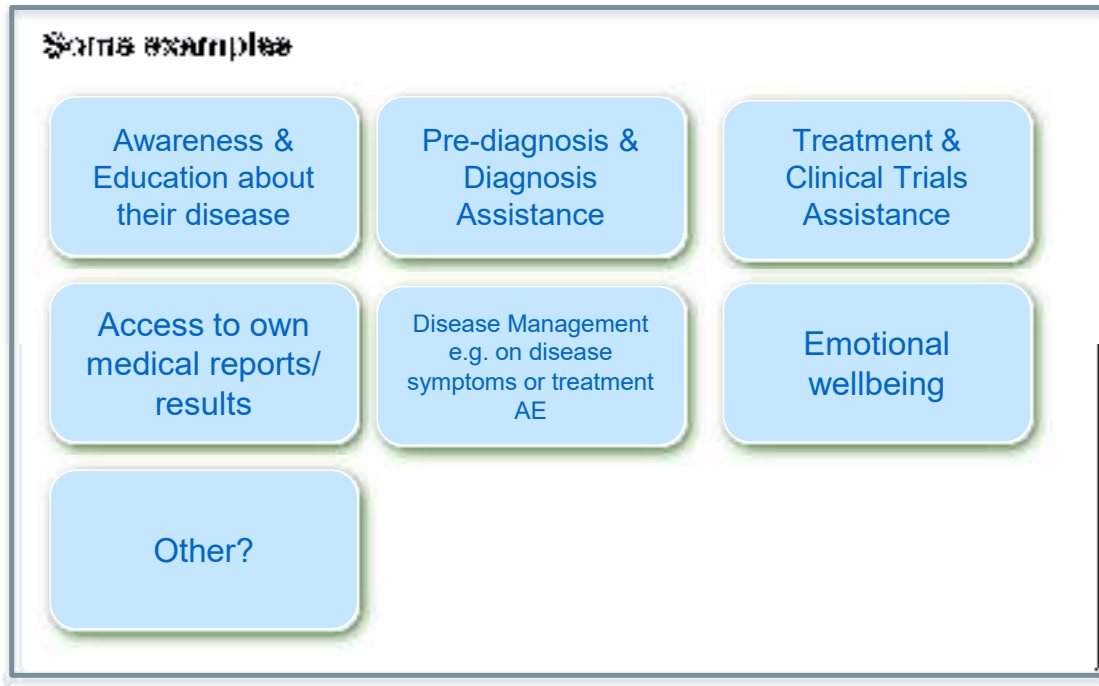 Some examples
Awareness &
Education about
their disease
Pre-diagnosis &
Diagnosis
Assistance
Treatment &
Clinical Trials
Assistance
Access to own
medical reports/
results
Disease Management
e.g. on disease
symptoms or treatment
AE
Emotional
wellbeing
Other?